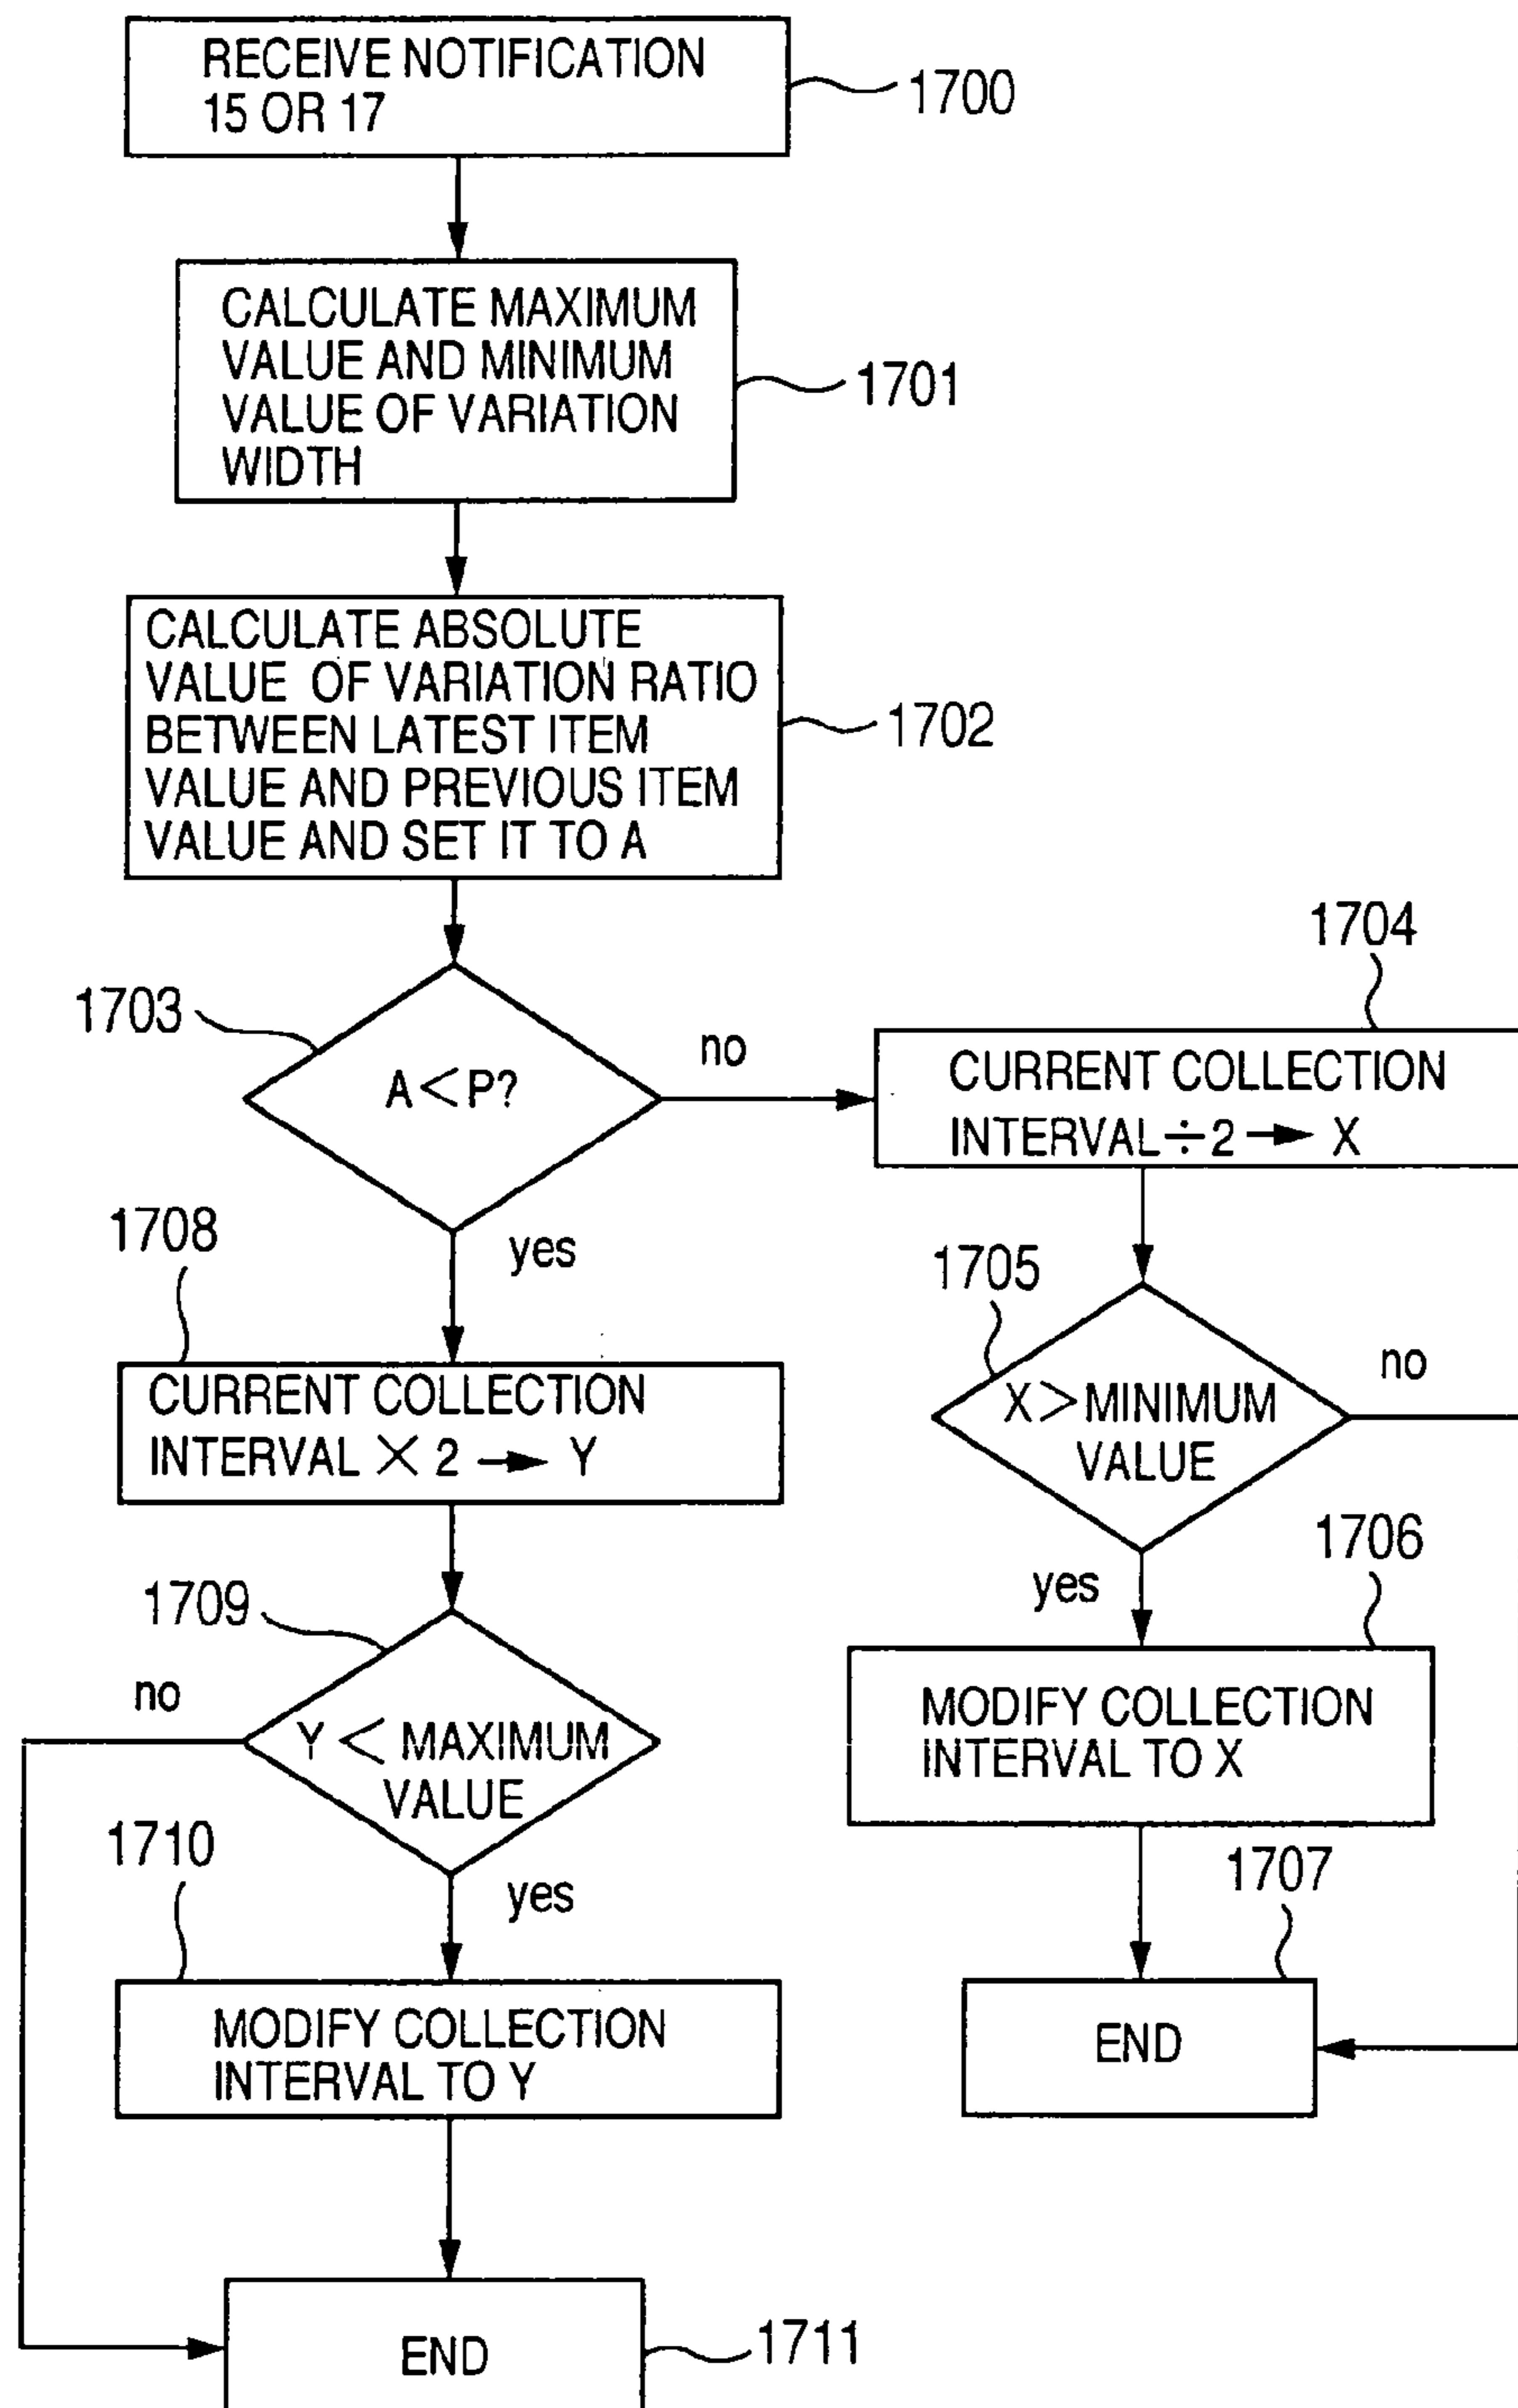 RECEIVE NOTIFICATION
15 OR 17
1700
CALCULATE MAXIMUM
VALUE AND MINIMUM
VALUE OF VARIATION
WIDTH
1701
CALCULATE ABSOLUTE
VALUE OF VARIATION RATIO
BETWEEN LATEST ITEM
VALUE AND PREVIOUS ITEM
VALUE AND SET IT TO A
1702
1703
A<P?
no
yes
1704
CURRENT COLLECTION
INTERVAL÷2 → X
1705
X>MINIMUM
VALUE
no
yes
1706
MODIFY COLLECTION
INTERVAL TO X
1707
END
1708
CURRENT COLLECTION
INTERVAL × 2 → Y
1709
Y < MAXIMUM
VALUE
no
yes
1710
MODIFY COLLECTION
INTERVAL TO Y
END
1711